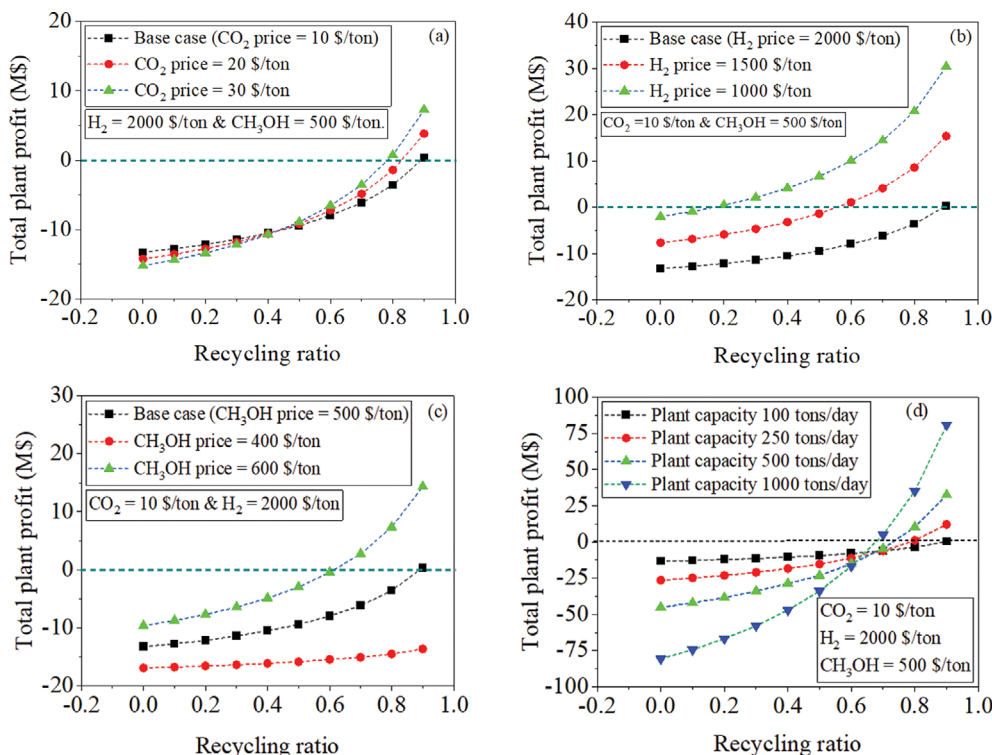 (a)
Base case (CO₂ price = 10 $/ton)
CO₂ price = 20 $/ton
CO₂ price = 30 $/ton
H₂ = 2000 $/ton & CH₃OH = 500 $/ton.
Total plant profit (M$)
20
10
0
-10
-20
-0.2 0.0 0.2 0.4 0.6 0.8 1.0
Recycling ratio
(b)
Base case (H₂ price = 2000 $/ton)
H₂ price = 1500 $/ton
H₂ price = 1000 $/ton
CO₂ =10 $/ton & CH₃OH = 500 $/ton
Total plant profit (M$)
40
30
20
10
0
-10
-20
-0.2 0.0 0.2 0.4 0.6 0.8 1.0
Recycling ratio
(c)
Base case (CH₃OH price = 500 $/ton)
CH₃OH price = 400 $/ton
CH₃OH price = 600 $/ton
CO₂ = 10 $/ton & H₂ = 2000 $/ton
Total plant profit (M$)
30
20
10
0
-10
-20
-0.2 0.0 0.2 0.4 0.6 0.8 1.0
Recycling ratio
(d)
Plant capacity 100 tons/day
Plant capacity 250 tons/day
Plant capacity 500 tons/day
Plant capacity 1000 tons/day
CO₂ = 10 $/ton
H₂ = 2000 $/ton
CH₃OH = 500 $/ton
Total plant profit (M$)
100
75
50
25
0
-25
-50
-75
-100
-0.2 0.0 0.2 0.4 0.6 0.8 1.0
Recycling ratio